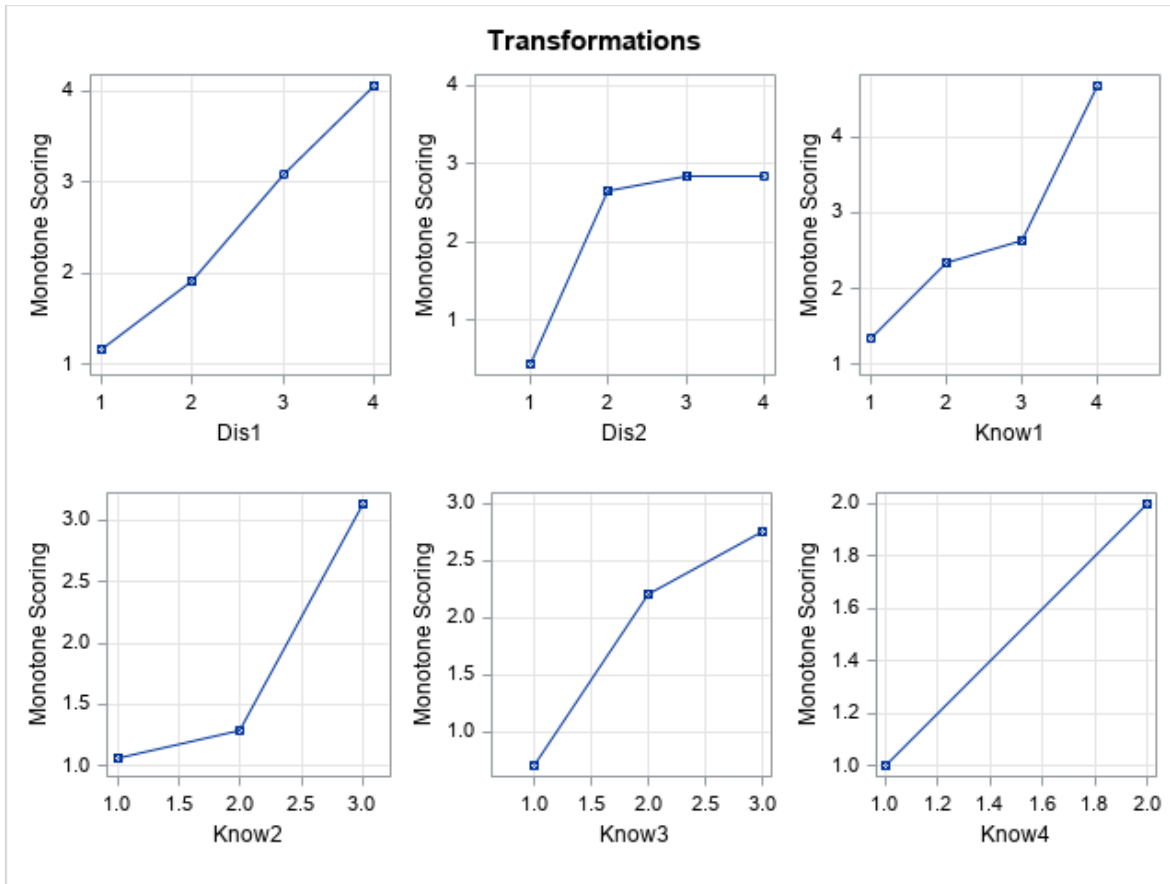 Transformations
4
3
2
1
Monotone Scoring
1 2 3 4
Dis1
4
3
2
1
Monotone Scoring
1 2 3 4
Dis2
4
3
2
1
Monotone Scoring
1 2 3 4
Know1
3.0
2.5
2.0
1.5
1.0
Monotone Scoring
1.0 1.5 2.0 2.5 3.0
Know2
3.0
2.5
2.0
1.5
1.0
Monotone Scoring
1.0 1.5 2.0 2.5 3.0
Know3
2.0
1.8
1.6
1.4
1.2
1.0
Monotone Scoring
1.0 1.2 1.4 1.6 1.8 2.0
Know4